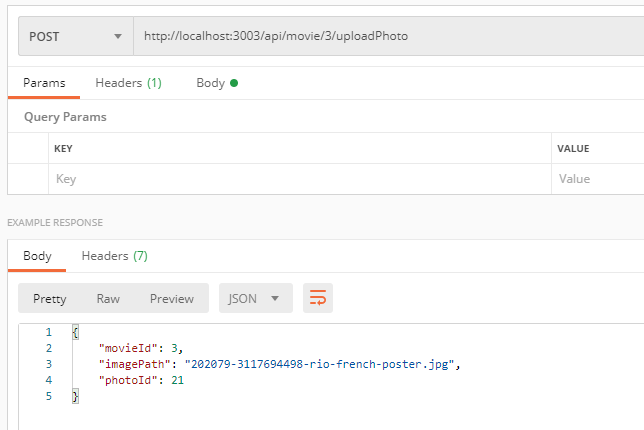 POST http://localhost:3003/api/movie/3/uploadPhoto
Params Headers (1) Body
Query Params
KEY VALUE
Key Value
EXAMPLE RESPONSE
Body Headers (7)
Pretty Raw Preview JSON
1 {
2 "movieId": 3,
3 "imagePath": "202079-3117694498-rio-french-poster.jpg",
4 "photoId": 21
5 }